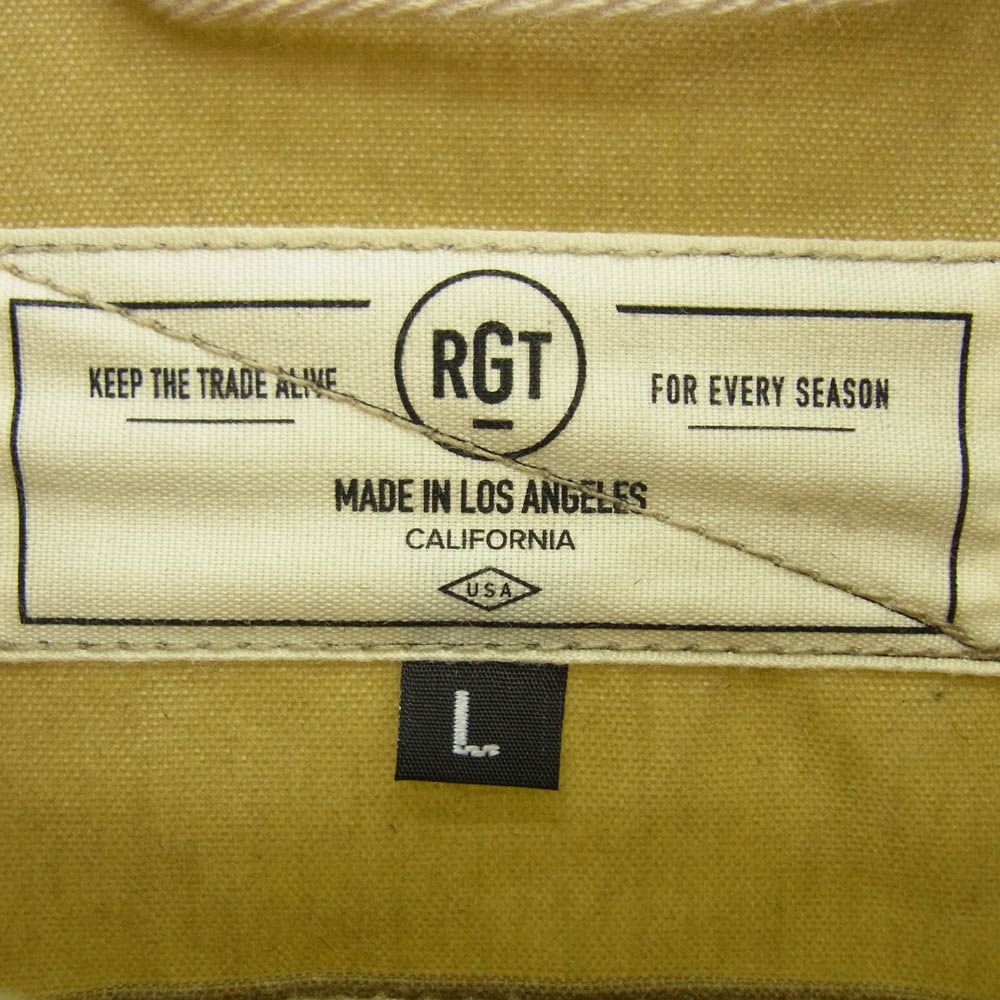 RGT
KEEP THE TRADE ALIVE
FOR EVERY SEASON
MADE IN LOS ANGELES
CALIFORNIA
USA
L